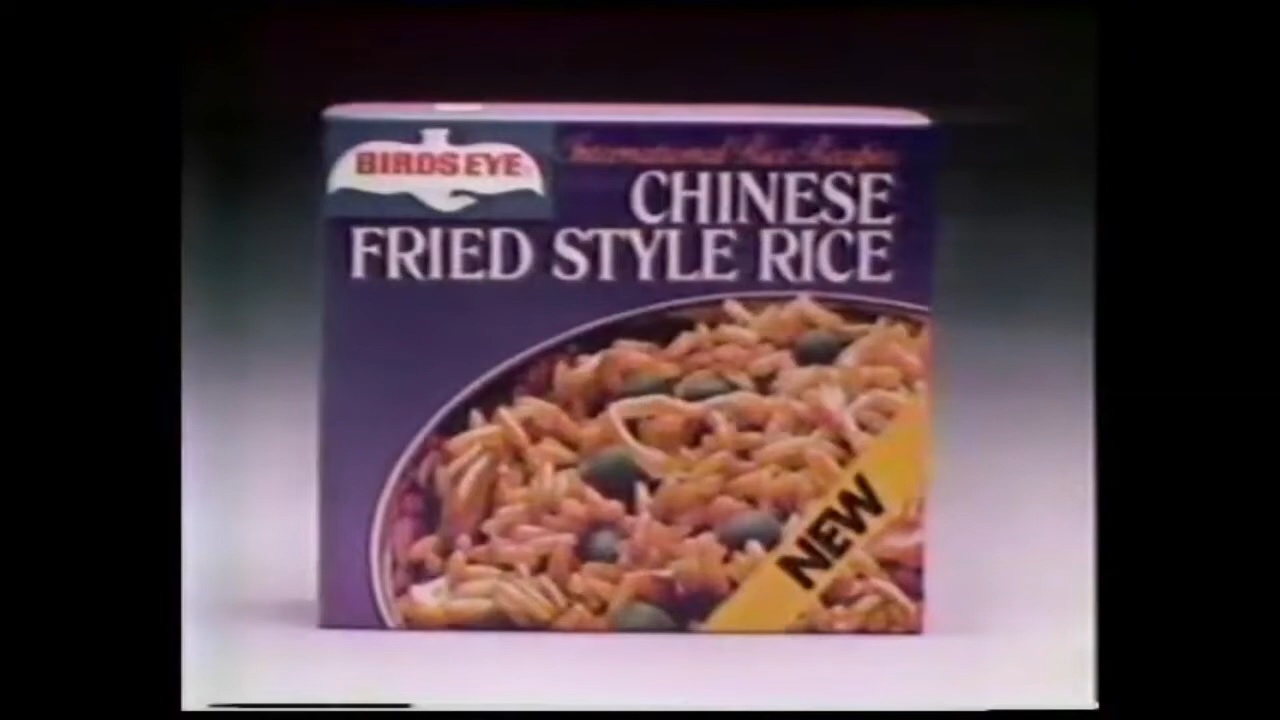 BIRDS EYE
International Rice Recipes
CHINESE
FRIED STYLE RICE
NEW